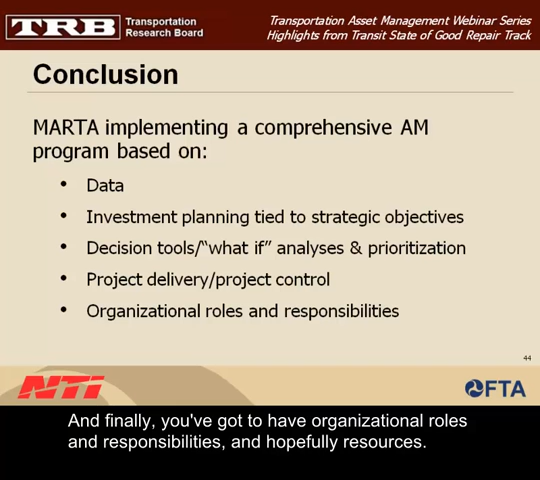 TRB
Transportation
Research Board
Transportation Asset Management Webinar Series
Highlights from Transit State of Good Repair Track
Conclusion
MARTA implementing a comprehensive AM
program based on:
• Data
• Investment planning tied to strategic objectives
• Decision tools/“what if” analyses & prioritization
• Project delivery/project control
• Organizational roles and responsibilities
44
NTI
FTA
And finally, you've got to have organizational roles
and responsibilities, and hopefully resources.